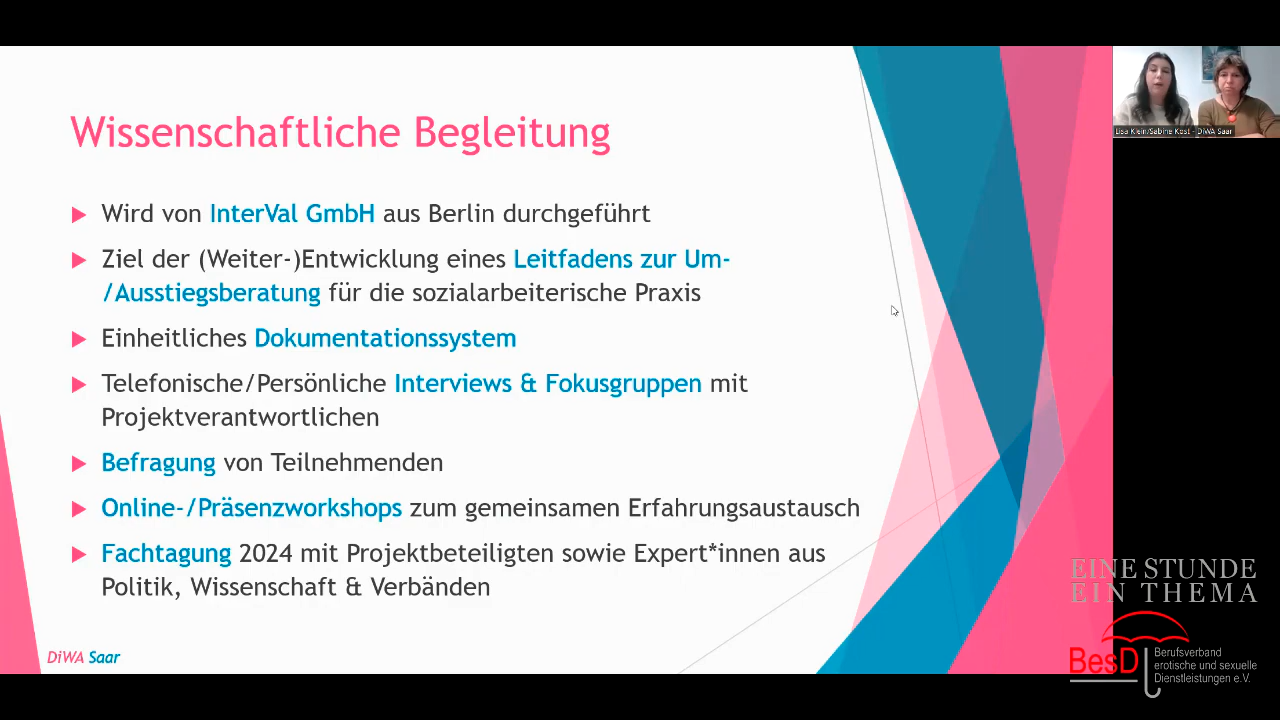 Wissenschaftliche Begleitung
Wird von InterVal GmbH aus Berlin durchgeführt
Ziel der (Weiter-)Entwicklung eines Leitfadens zur Um-
/Ausstiegsberatung für die sozialarbeiterische Praxis
Einheitliches Dokumentationssystem
Telefonische/Persönliche Interviews & Fokusgruppen mit
Projektverantwortlichen
Befragung von Teilnehmenden
Online-/Präsenzworkshops zum gemeinsamen Erfahrungsaustausch
Fachtagung 2024 mit Projektbeteiligten sowie Expert*innen aus
Politik, Wissenschaft & Verbänden
DiWA Saar
Lisa Klein/Sabine Kost - DiWA Saar
EINE STUNDE
EIN THEMA
BesD
Berufsverband
erotische und sexuelle
Dienstleistungen e.V.